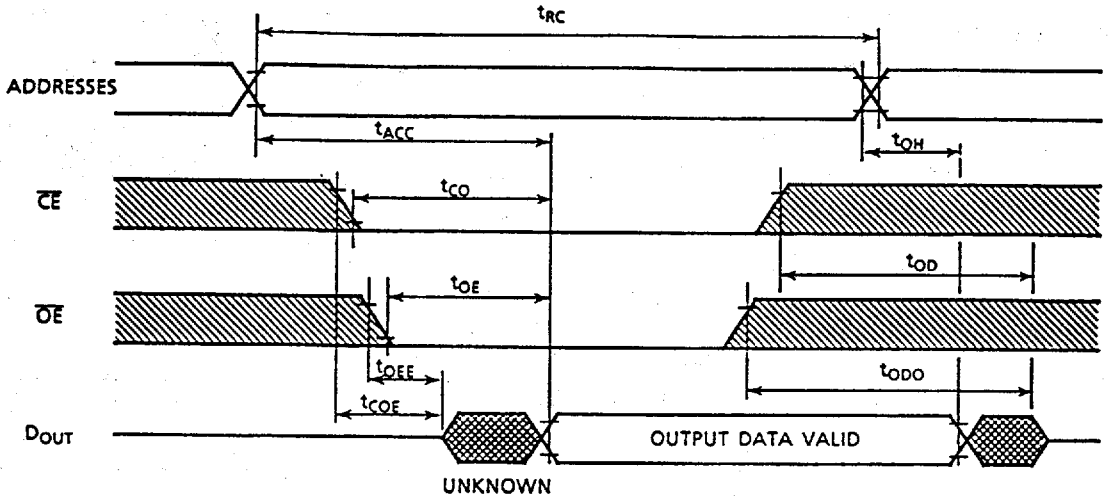 tRC
ADDRESSES
tACC
tOH
CE
tCO
tOD
OE
tOE
tOEE
tODO
tCOE
DOUT
OUTPUT DATA VALID
UNKNOWN